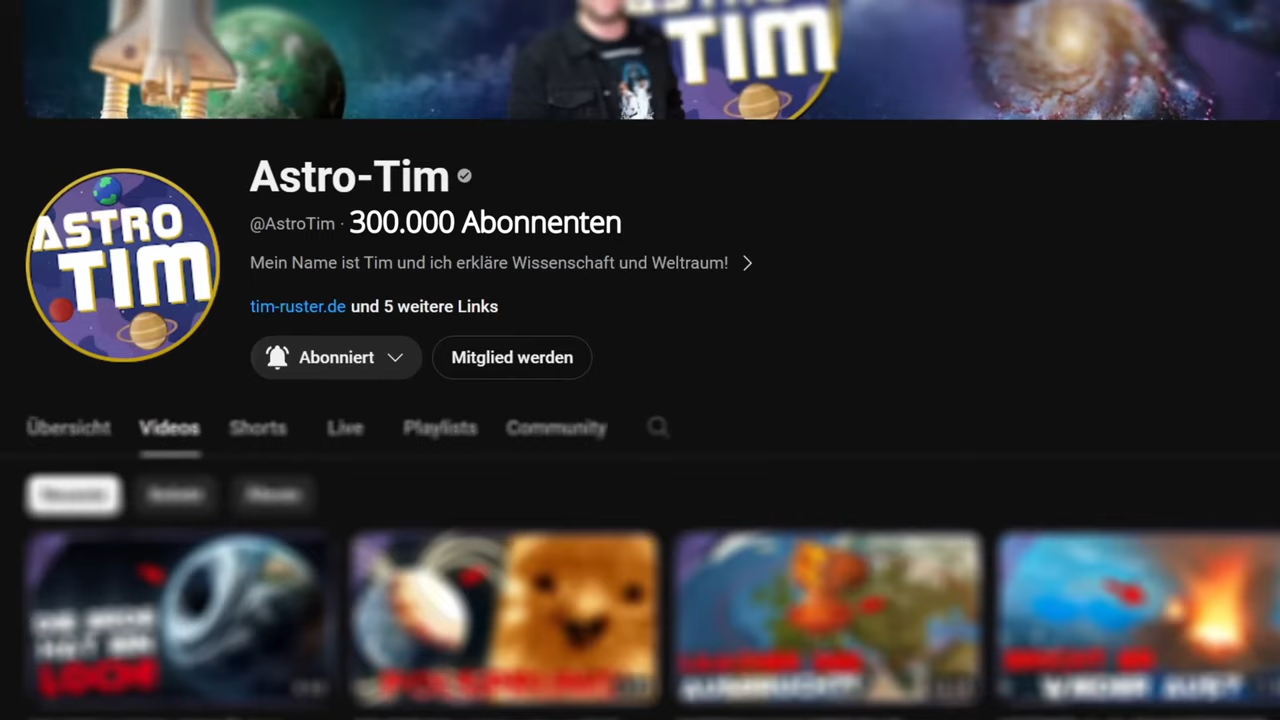 TIM
ASTRO
TIM
Astro-Tim
@AstroTim · 300.000 Abonnenten
Mein Name ist Tim und ich erkläre Wissenschaft und Weltraum!
tim-ruster.de und 5 weitere Links
Abonniert Mitglied werden
Übersicht Videos Shorts Live Playlists Community
LOCH